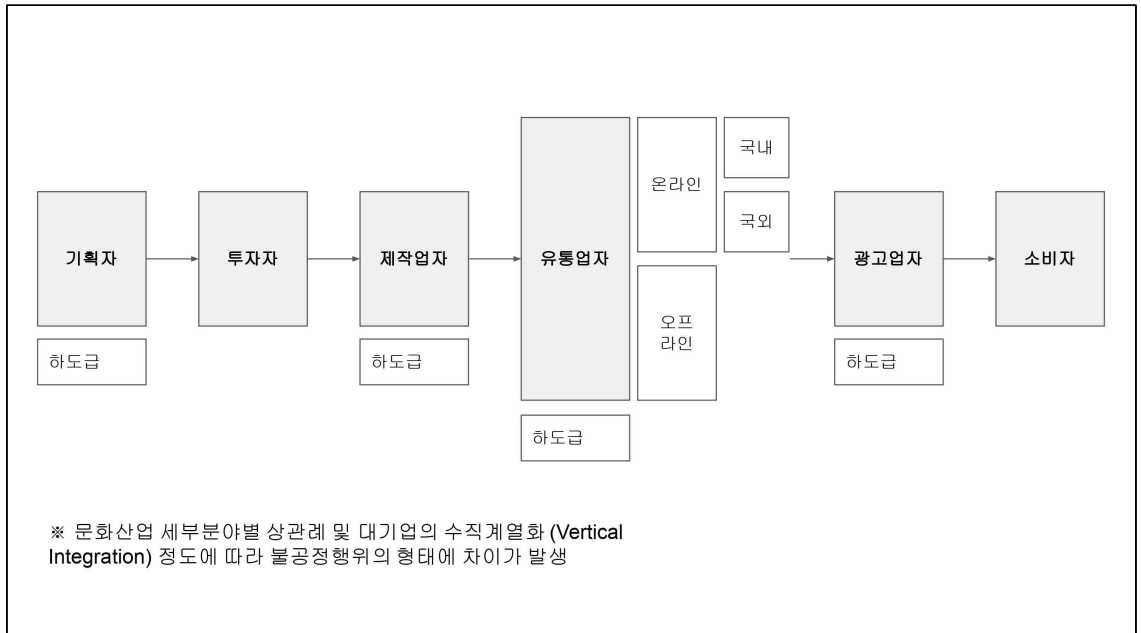 기획자
하도급
투자자
제작업자
하도급
유통업자
하도급
온라인
오프
라인
국내
국외
광고업자
하도급
소비자
※ 문화산업 세부분야별 상관례 및 대기업의 수직계열화 (Vertical
Integration) 정도에 따라 불공정행위의 형태에 차이가 발생